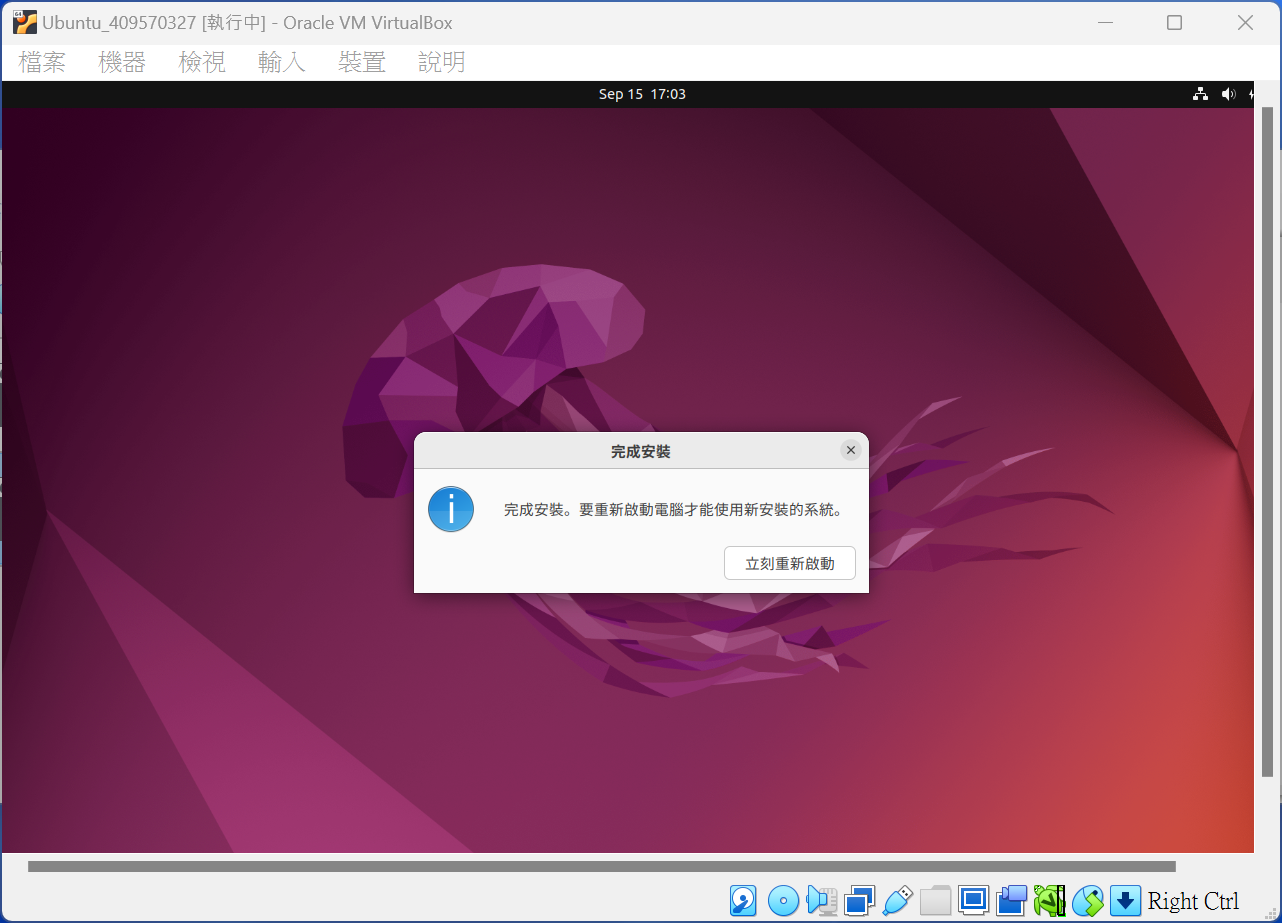 Ubuntu_409570327 [執行中] - Oracle VM VirtualBox
檔案 機器 檢視 輸入 裝置 說明
Sep 15 17:03
完成安裝
完成安裝。要重新啟動電腦才能使用新安裝的系統。
立刻重新啟動
Right Ctrl